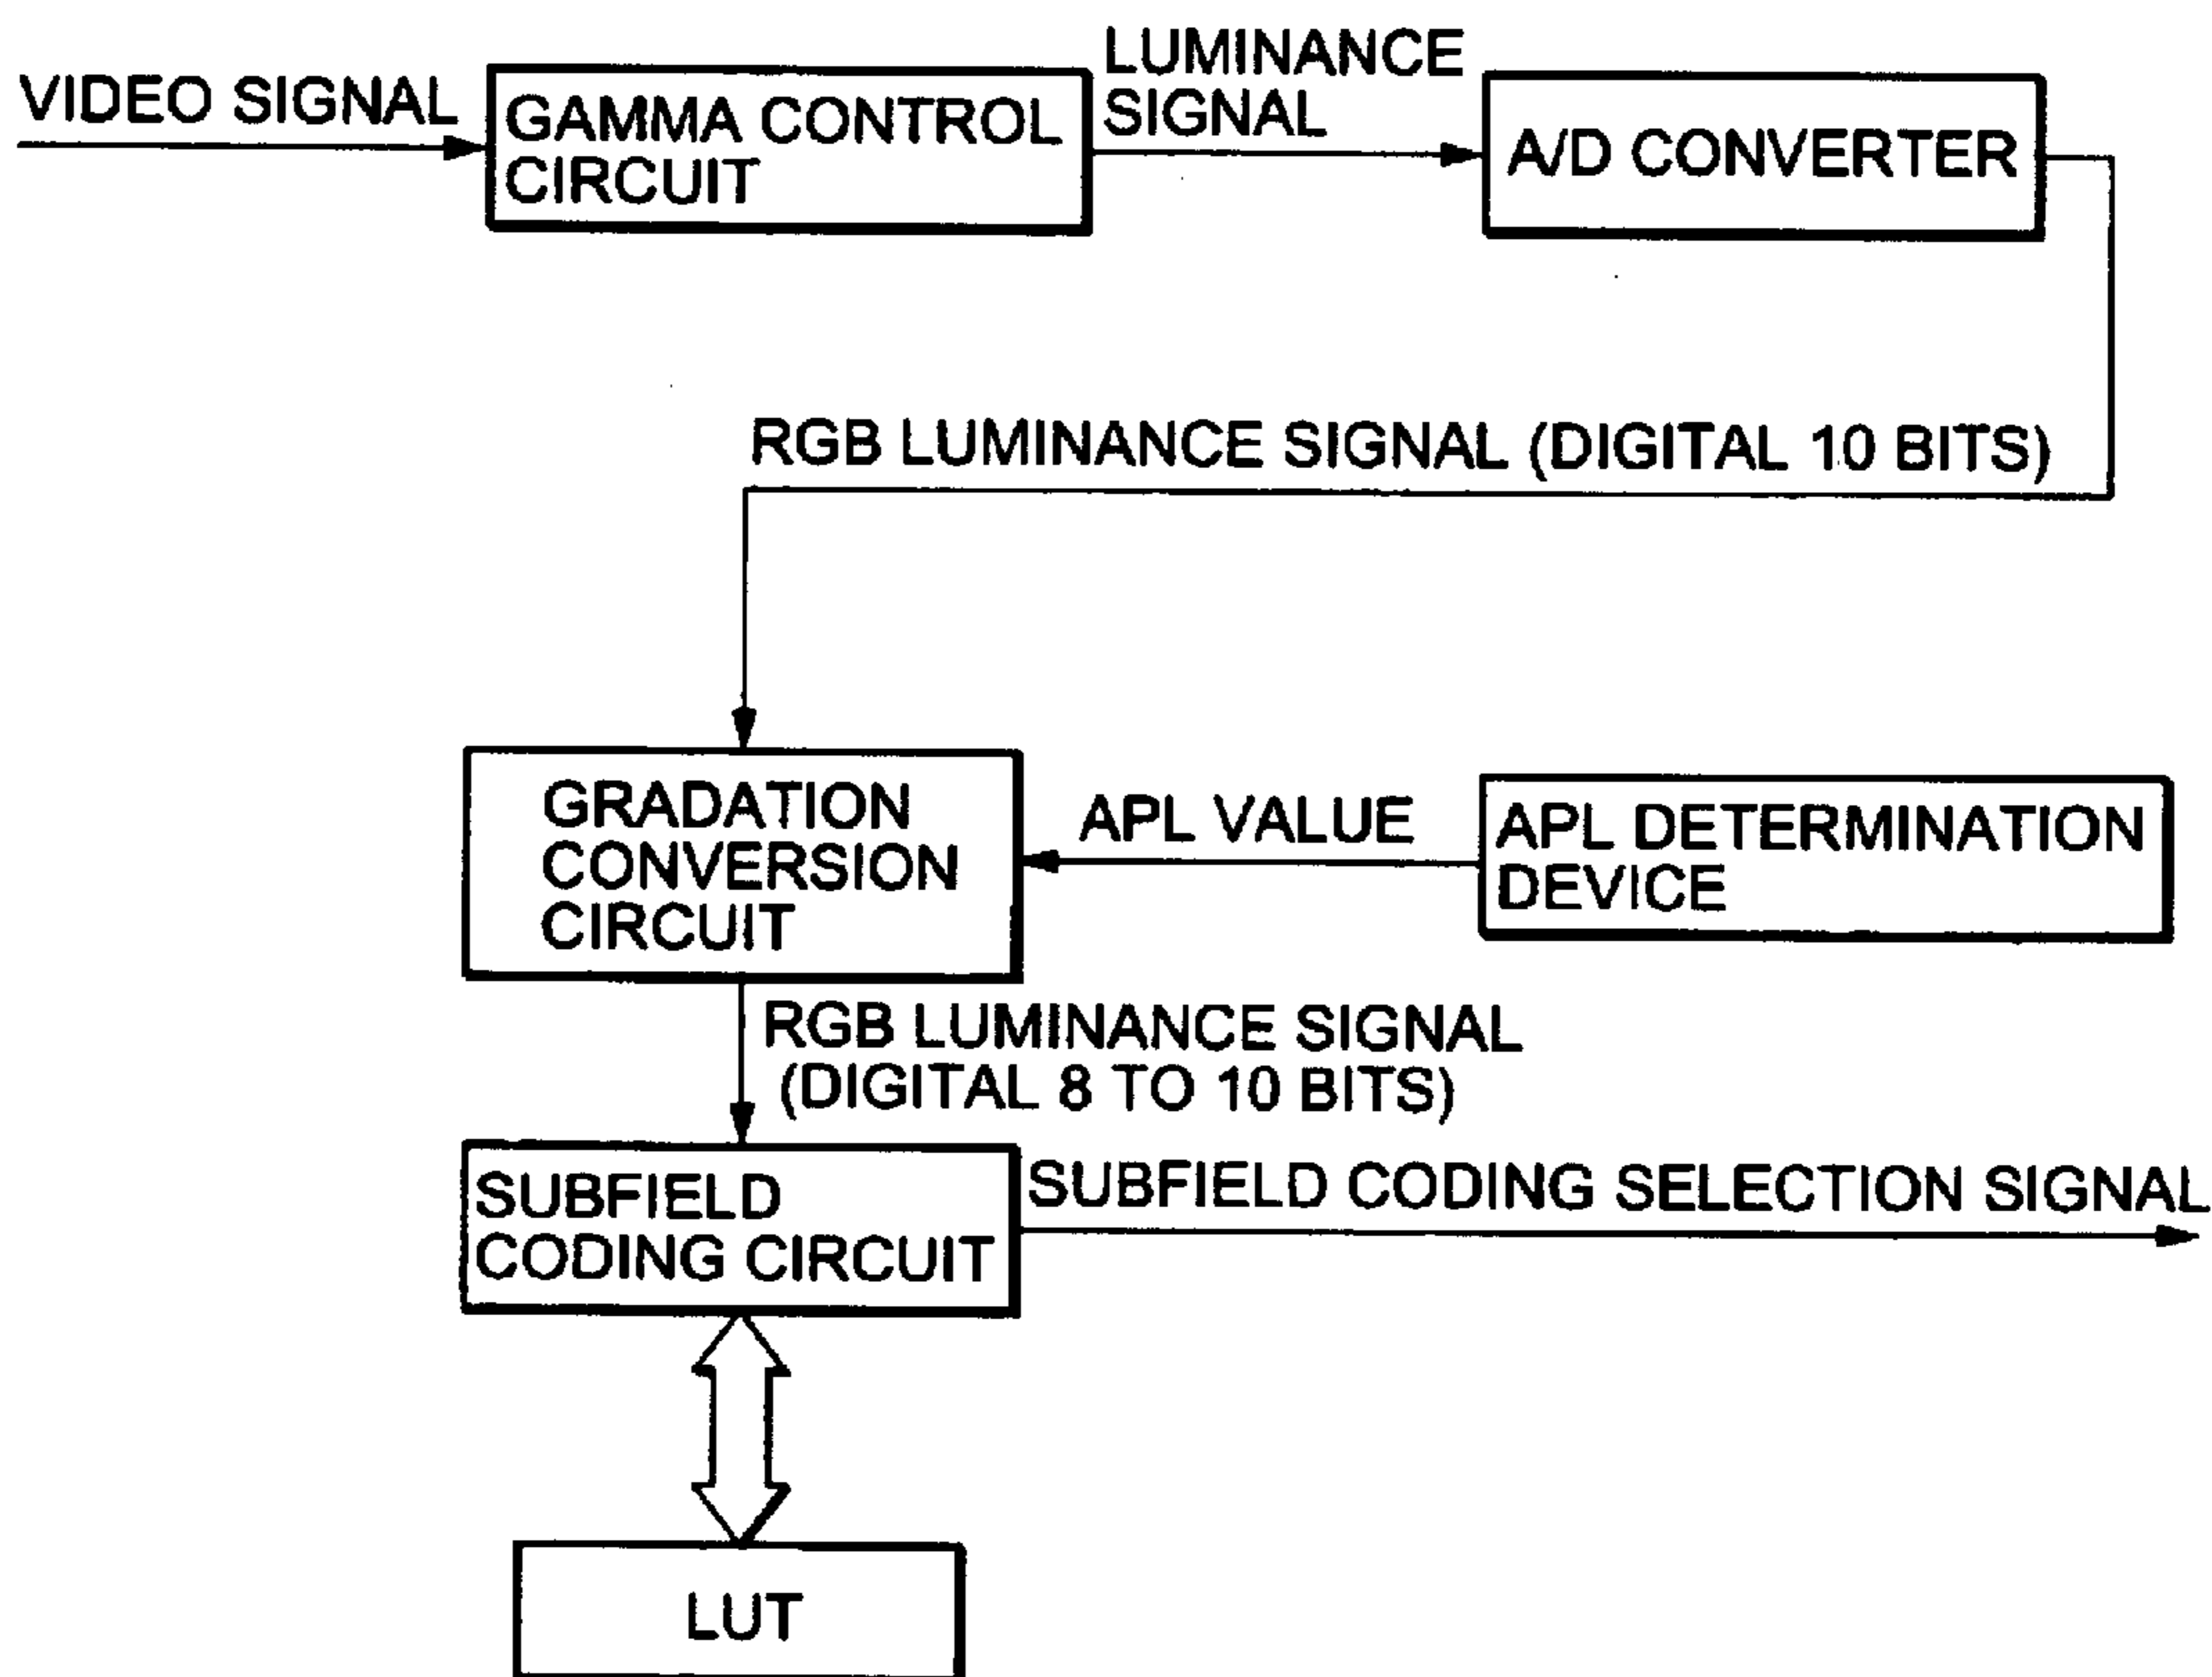 VIDEO SIGNAL
GAMMA CONTROL
CIRCUIT
LUMINANCE
SIGNAL
A/D CONVERTER
RGB LUMINANCE SIGNAL (DIGITAL 10 BITS)
GRADATION
CONVERSION
CIRCUIT
APL VALUE
APL DETERMINATION
DEVICE
RGB LUMINANCE SIGNAL
(DIGITAL 8 TO 10 BITS)
SUBFIELD
CODING CIRCUIT
SUBFIELD CODING SELECTION SIGNAL
LUT